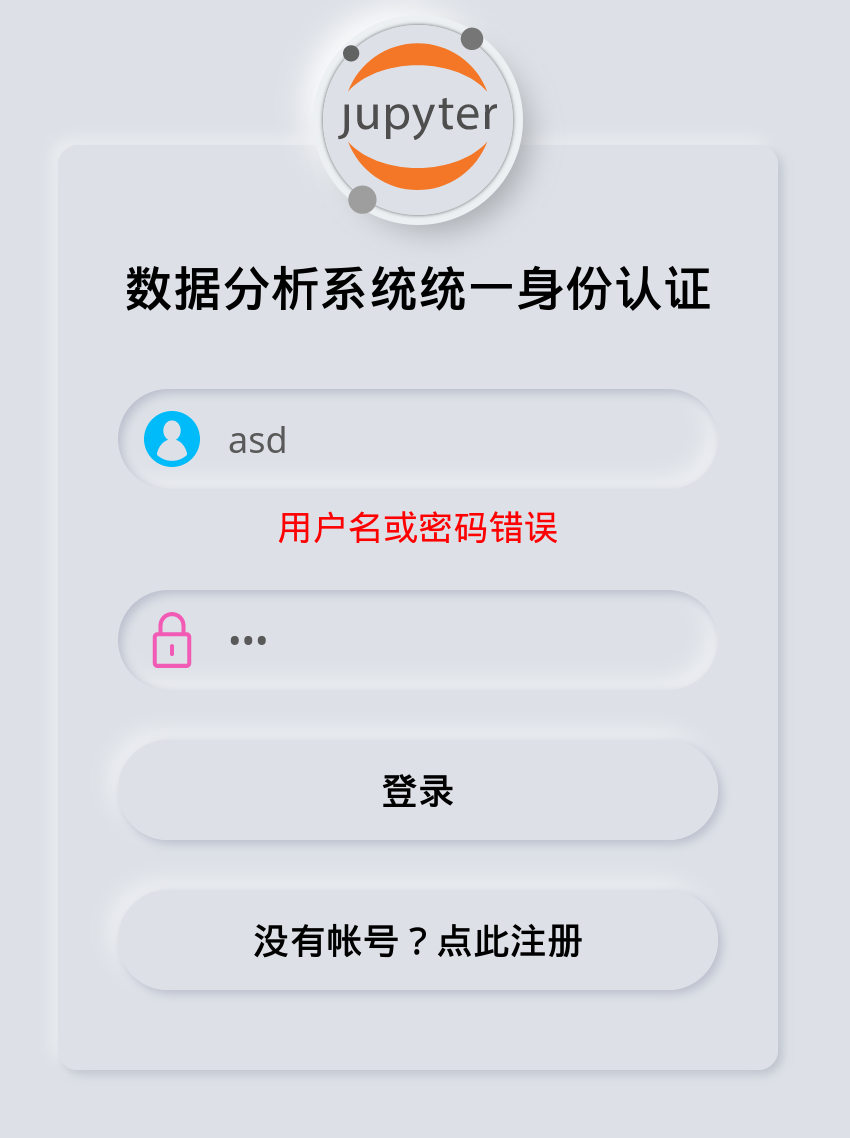 jupyter
数据分析系统统一身份认证
asd
用户名或密码错误
•••
登录
没有帐号？点此注册